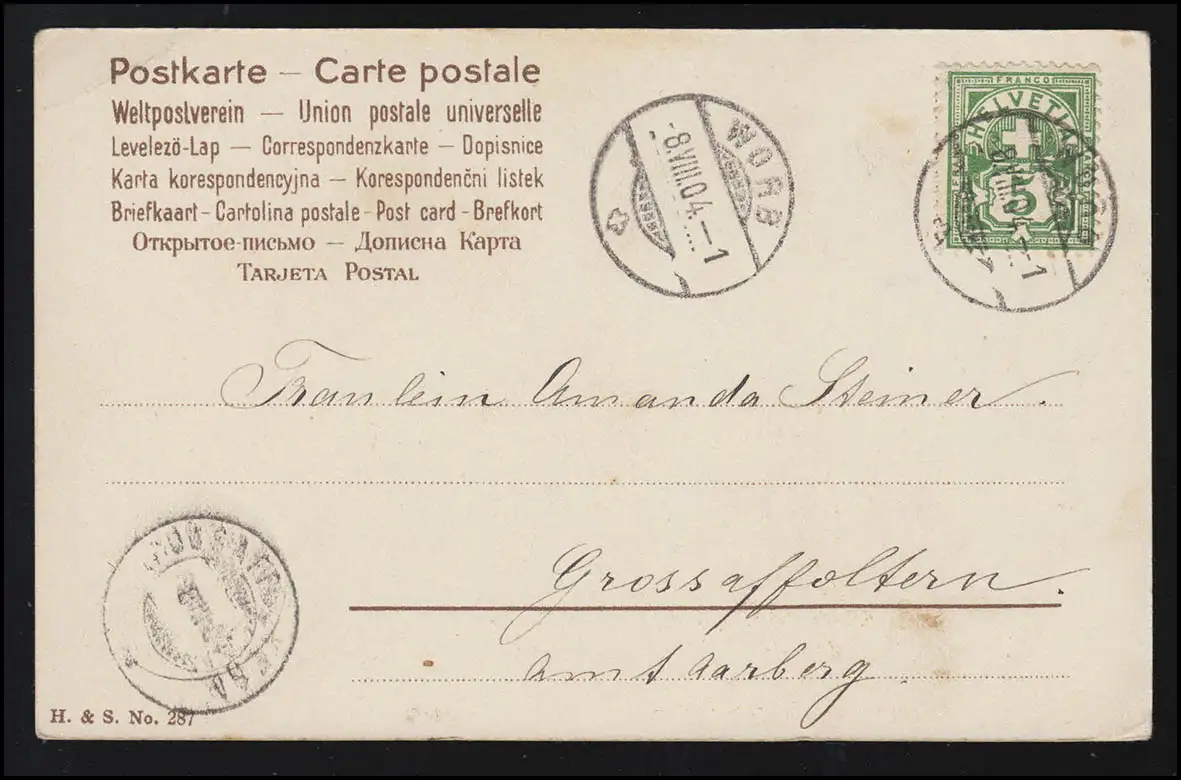 Postkarte — Carte postale
Weltpostverein — Union postale universelle
Levelezö-Lap — Correspondenzkarte — Dopisnice
Karta korespondencyjna — Korespondenční listek
Briefkaart - Cartolina postale - Post card - Brefkort
Открытое письмо — Дописна Карта
Tarjeta Postal
WORB
-8.VIII.04.-1
FRANCO
HELVETIA
5
Fraulein Amanda Steiner.
Grossaffoltern.
Amt Aarberg.
H. & S. No. 287